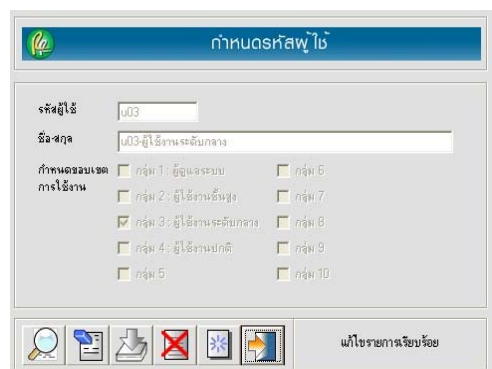 กำหนดรหัสผู้ใช้
รหัสผู้ใช้ u03
ชื่อ-สกุล u03-ผู้ใช้งานระดับกลาง
กำหนดขอบเขต กลุ่ม 1 : ผู้ดูแลระบบ กลุ่ม 6
การใช้งาน กลุ่ม 2 : ผู้ใช้งานขั้นสูง กลุ่ม 7
กลุ่ม 3 : ผู้ใช้งานระดับกลาง กลุ่ม 8
กลุ่ม 4 : ผู้ใช้งานปกติ กลุ่ม 9
กลุ่ม 5 กลุ่ม 10
แก้ไขรายการเรียบร้อย